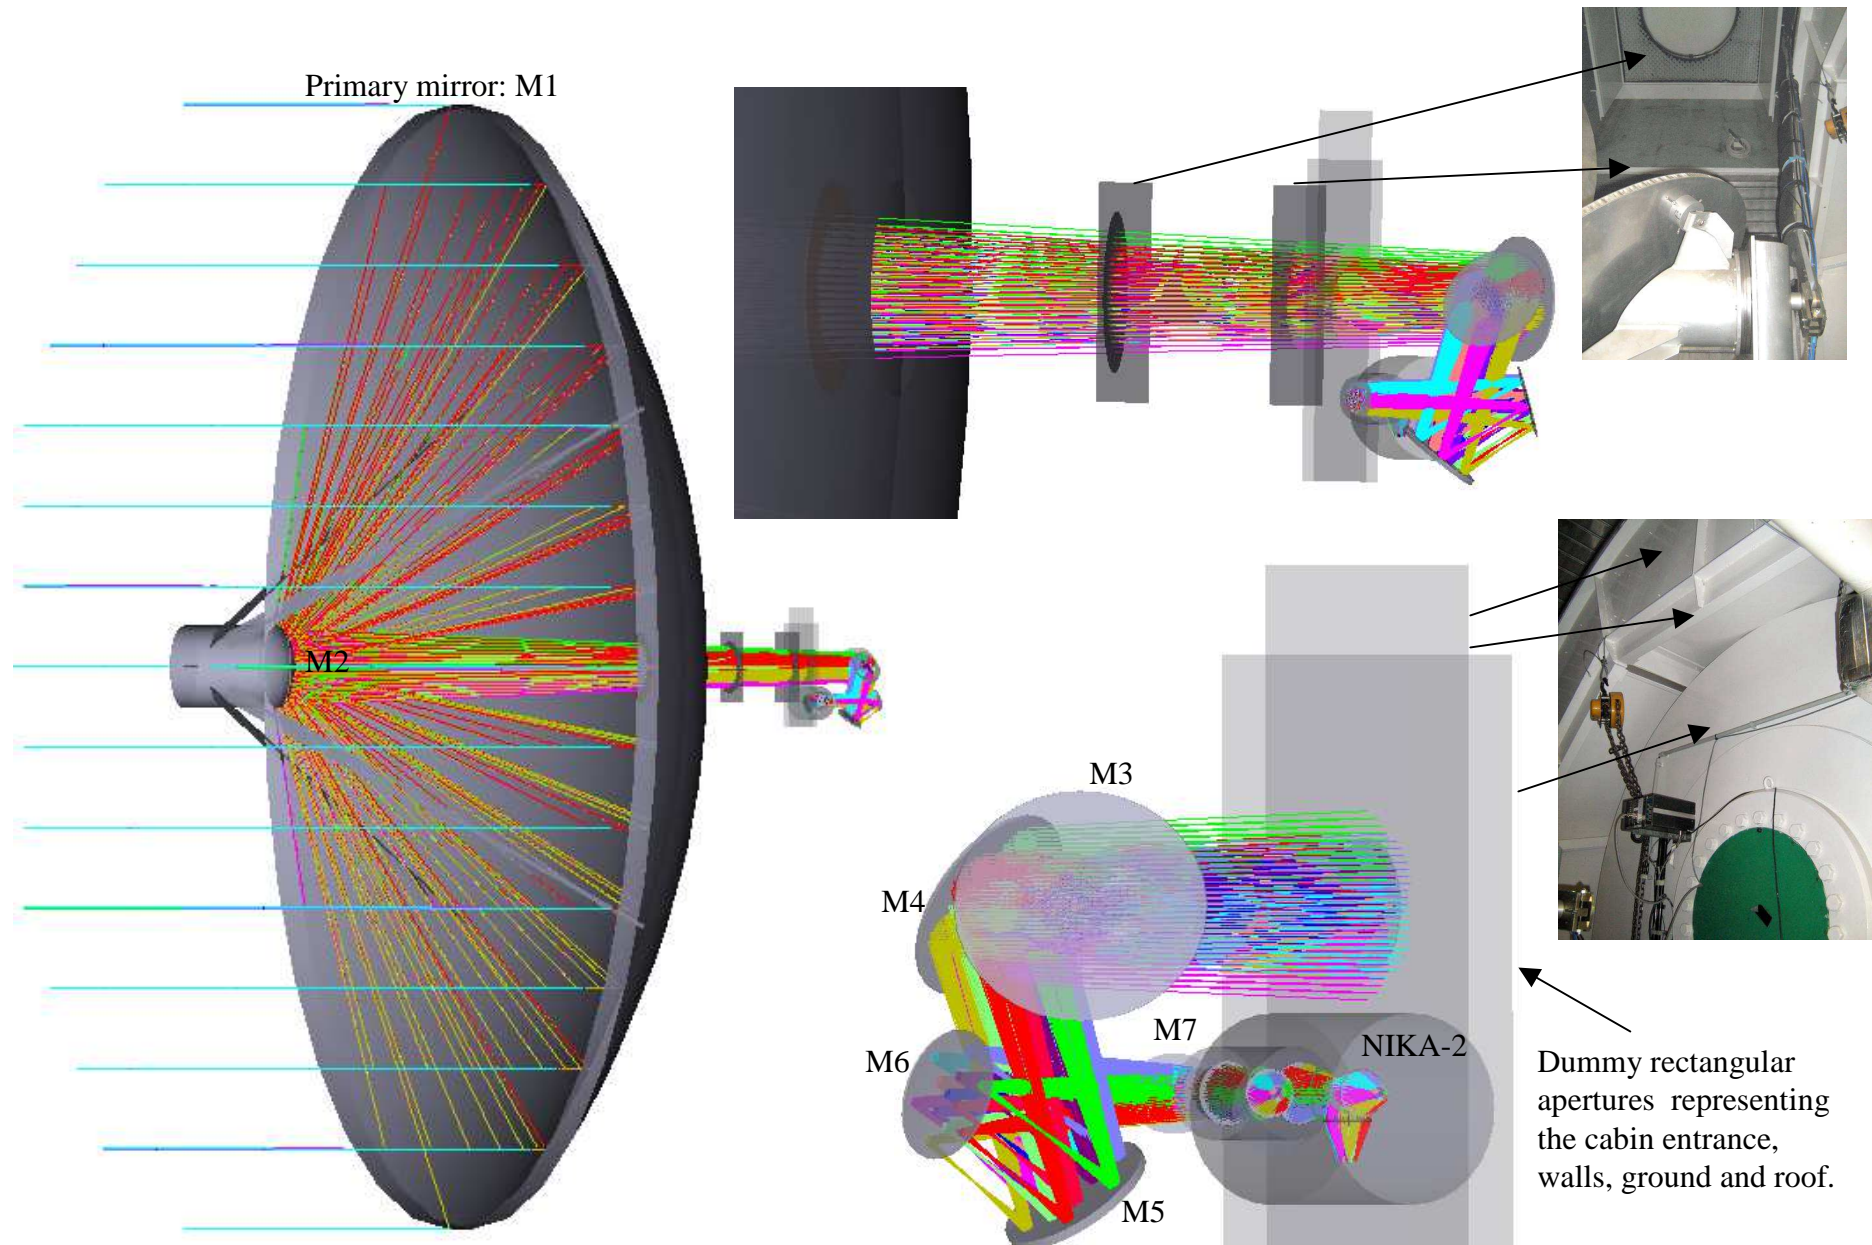 Primary mirror: M1
M2
M3
M4
M7
M6
NIKA-2
M5
Dummy rectangular
apertures representing
the cabin entrance,
walls, ground and roof.